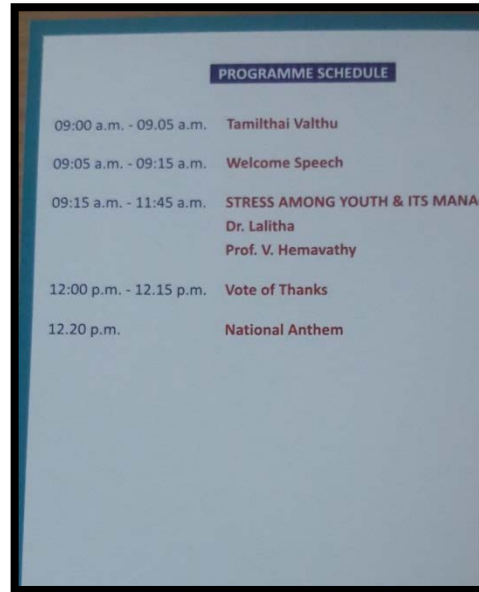 PROGRAMME SCHEDULE
09:00 a.m. - 09.05 a.m. Tamilthai Valthu
09:05 a.m. - 09:15 a.m. Welcome Speech
09:15 a.m. - 11:45 a.m. STRESS AMONG YOUTH & ITS MANA
Dr. Lalitha
Prof. V. Hemavathy
12:00 p.m. - 12.15 p.m. Vote of Thanks
12.20 p.m. National Anthem